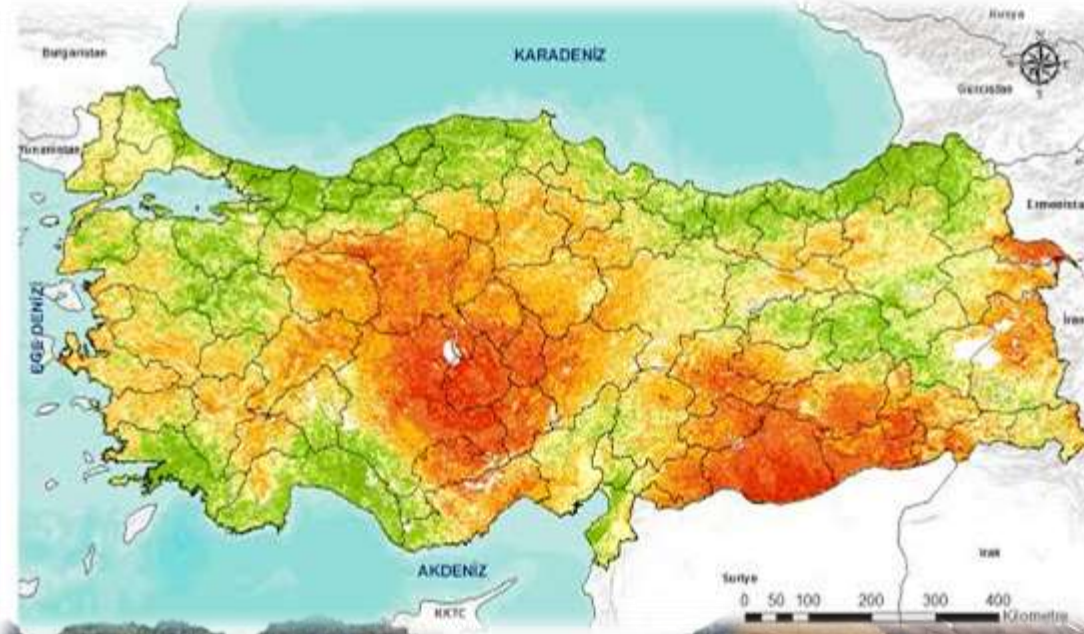 Rusya
Bulgaristan
KARADENİZ
N
E
S
Gürcistan
Yunanistan
Ermenista
EGE DENİZİ
İran
AKDENİZ
Suriye
Irak
KKTC
0 50 100 200 300 400
Kilometre